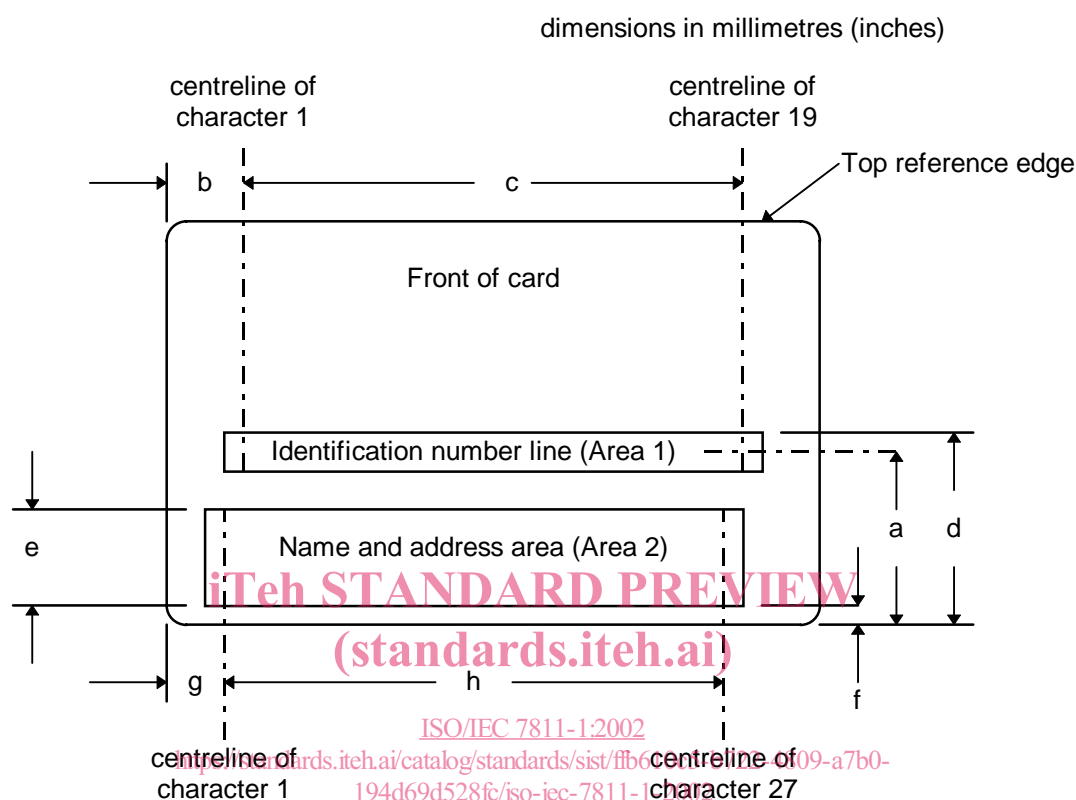 dimensions in millimetres (inches)
centreline of
character 1
centreline of
character 19
Top reference edge
b
c
Front of card
Identification number line (Area 1)
a
d
e
Name and address area (Area 2)
iTeh STANDARD PREVIEW
(standards.iteh.ai)
g
h
f
ISO/IEC 7811-1:2002
centreline of
character 1
centreline of
character 27